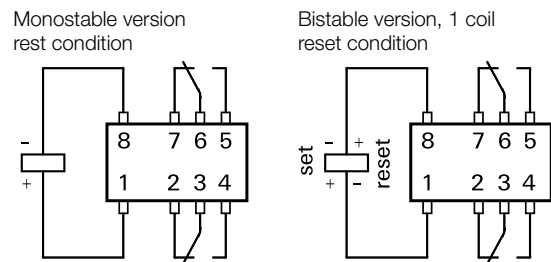 Monostable version
rest condition
-
+
8 7 6 5
1 2 3 4
Bistable version, 1 coil
reset condition
set
- +
+ -
reset
8 7 6 5
1 2 3 4